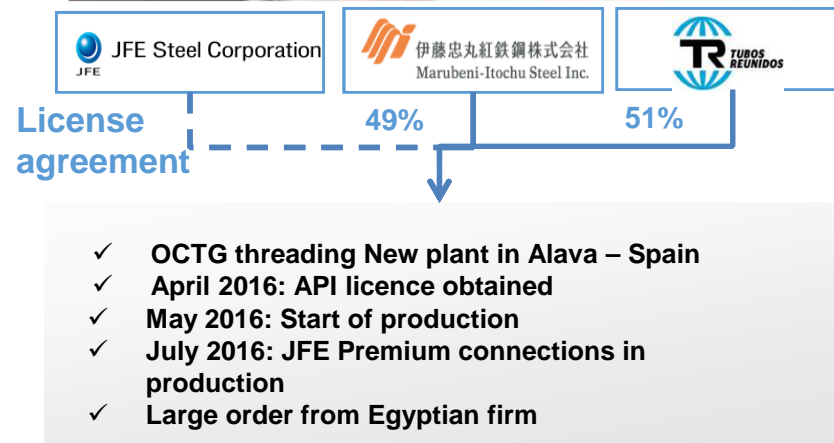 JFE Steel Corporation
JFE
伊藤忠丸紅鉄鋼株式会社
Marubeni-Itochu Steel Inc.
TR TUBOS
REUNIDOS
License
agreement
49%
51%
✓ OCTG threading New plant in Alava – Spain
✓ April 2016: API licence obtained
✓ May 2016: Start of production
✓ July 2016: JFE Premium connections in
production
✓ Large order from Egyptian firm